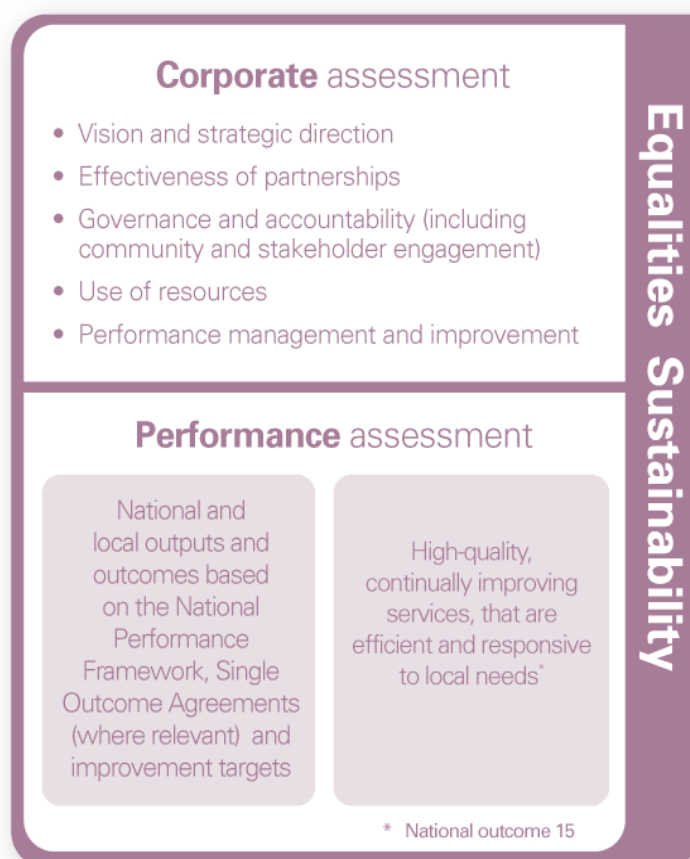 Corporate assessment
• Vision and strategic direction
• Effectiveness of partnerships
• Governance and accountability (including
community and stakeholder engagement)
• Use of resources
• Performance management and improvement
Performance assessment
National and
local outputs and
outcomes based
on the National
Performance
Framework, Single
Outcome Agreements
(where relevant) and
improvement targets
High-quality,
continually improving
services, that are
efficient and responsive
to local needs*
* National outcome 15
Equalities Sustainability